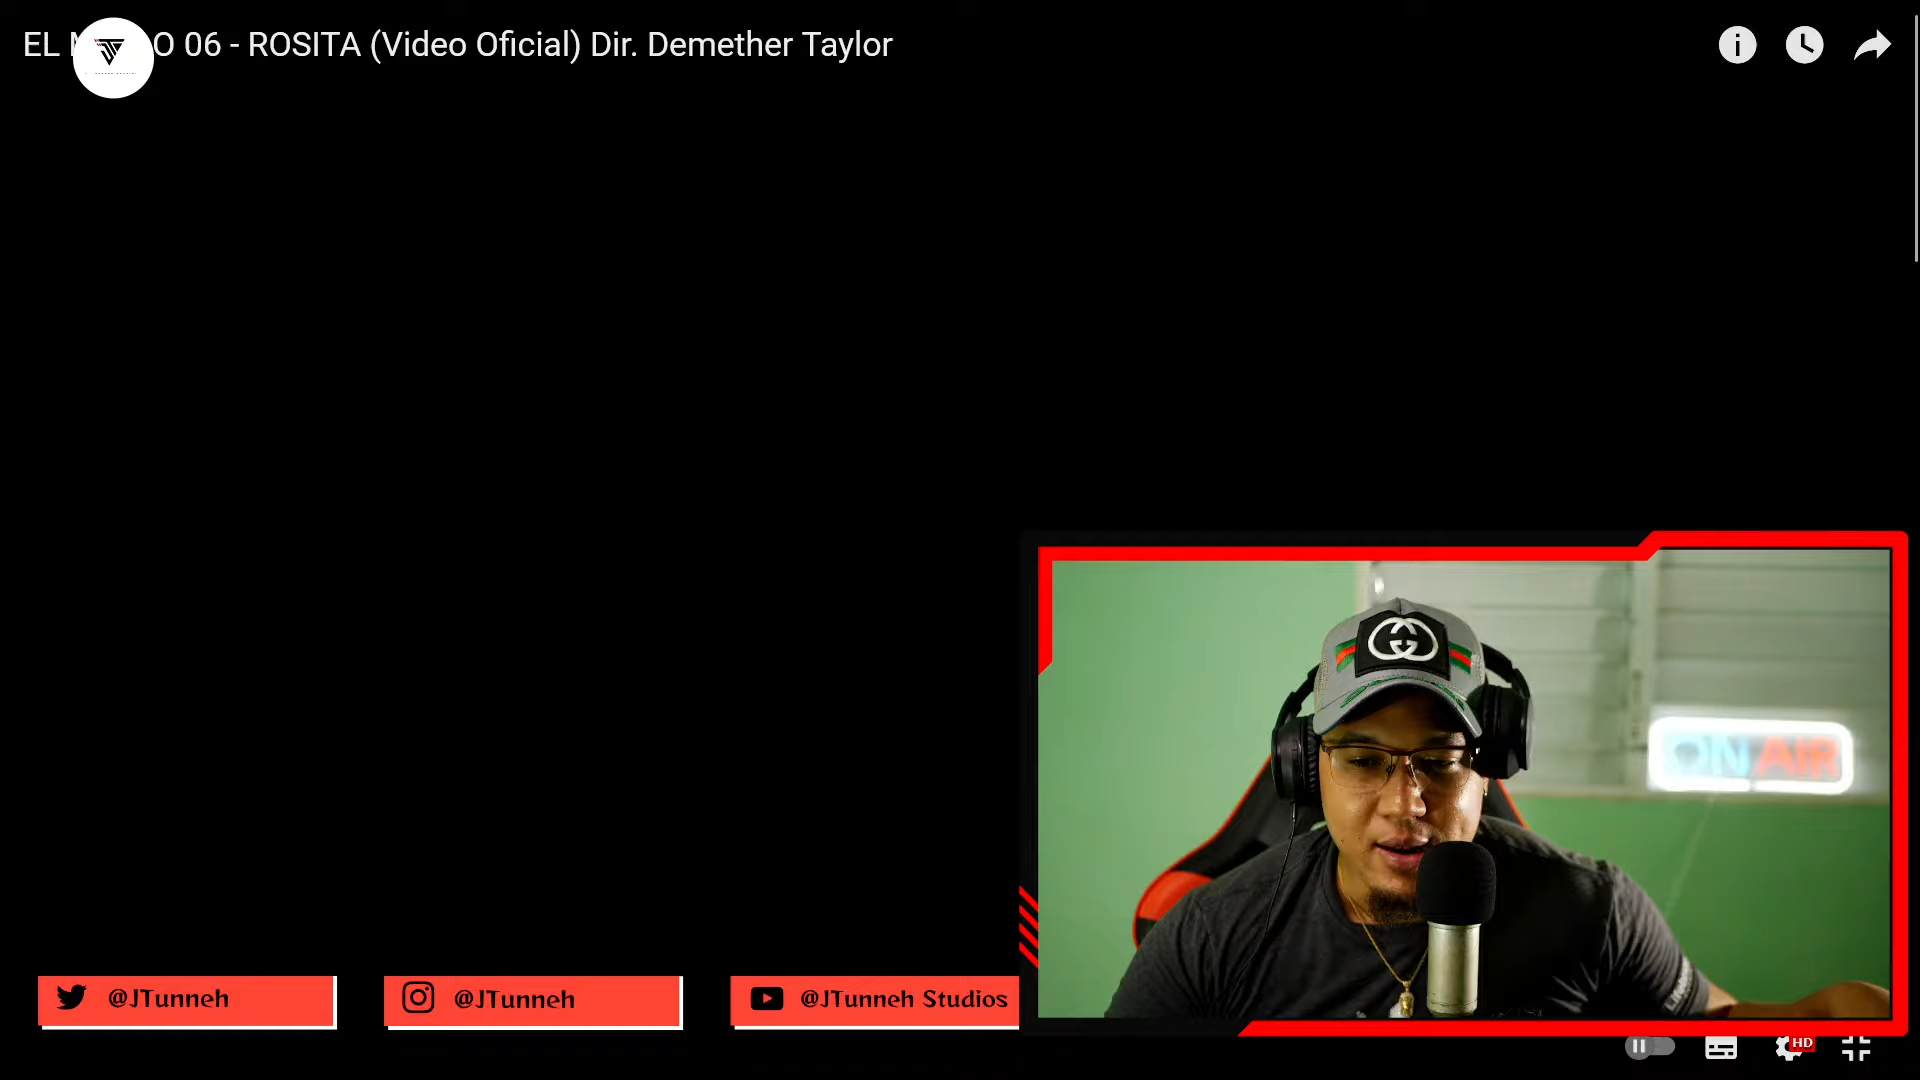 EL O 06 - ROSITA (Video Oficial) Dir. Demether Taylor
ON AIR
@JTunneh
@JTunneh
@JTunneh Studios
HD